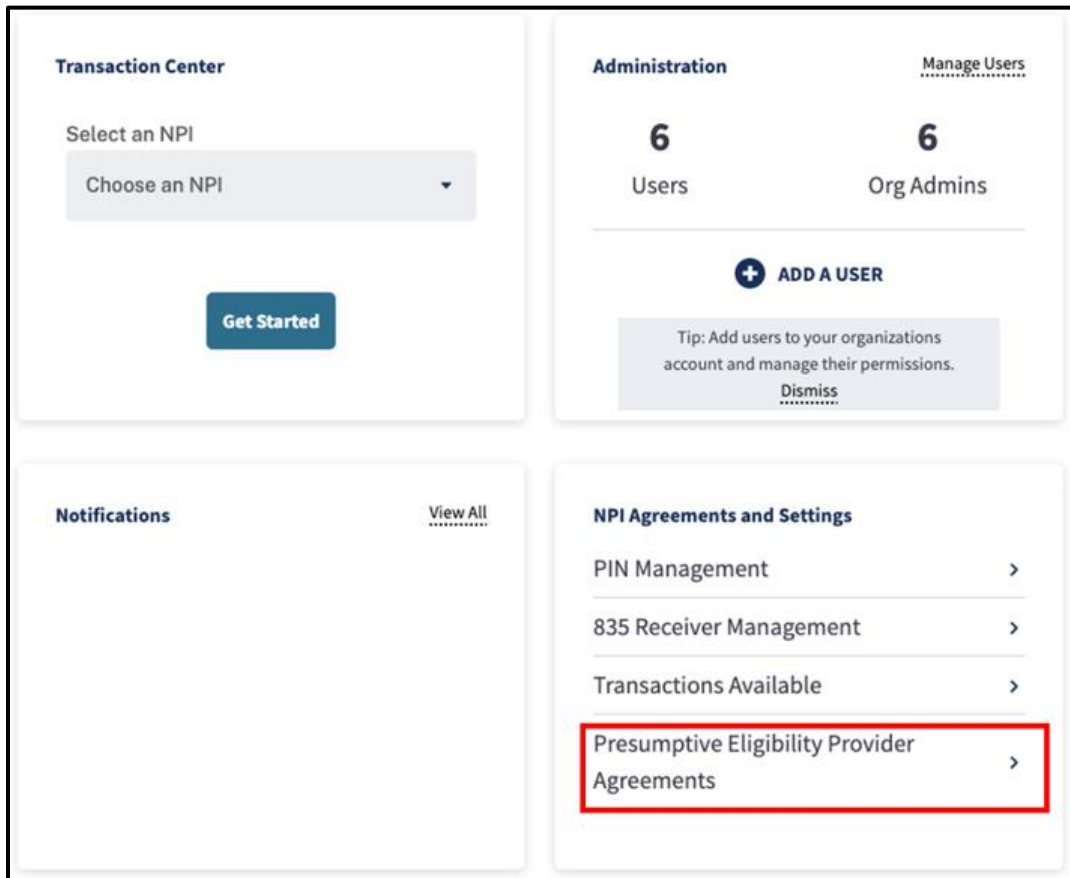 Transaction Center
Select an NPI
Choose an NPI
Get Started
Administration
Manage Users
6
Users
6
Org Admins
ADD A USER
Tip: Add users to your organizations
account and manage their permissions.
Dismiss
Notifications
View All
NPI Agreements and Settings
PIN Management
835 Receiver Management
Transactions Available
Presumptive Eligibility Provider
Agreements